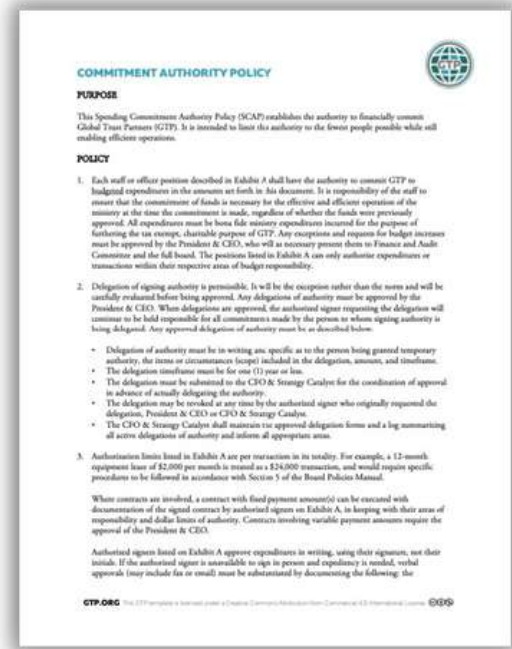 GTP
COMMITMENT AUTHORITY POLICY
PURPOSE
This Spending Commitment Authority Policy (SCAP) establishes the authority to financially commit
Global Trust Partners (GTP). It is intended to limit this authority to the fewest people possible while still
enabling efficient operations.
POLICY
1. Each staff or officer position described in Exhibit A shall have the authority to commit GTP to
budgeted expenditures in the amounts set forth in this document. It is responsibility of the staff to
ensure that the commitment of funds is necessary for the effective and efficient operation of the
ministry at the time the commitment is made, regardless of whether the funds were previously
approved. All expenditures must be bona fide ministry expenditures incurred for the purpose of
furthering the tax exempt, charitable purpose of GTP. Any exceptions and requests for budget increases
must be approved by the President & CEO, who will as necessary present them to Finance and Audit
Committee and the full board. The positions listed in Exhibit A can only authorize expenditures or
transactions within their respective areas of budget responsibility.
2. Delegation of signing authority is permissible. It will be the exception rather than the norm and will be
carefully evaluated before being approved. Any delegations of authority must be approved by the
President & CEO. When delegations are approved, the authorized signer requesting the delegation will
continue to be held responsible for all commitments made by the person to whom signing authority is
being delegated. Any approved delegation of authority must be as described below:
• Delegation of authority must be in writing any specific as to the person being granted temporary
authority, the items or circumstances (scope) included in the delegation, amount, and timeframe.
• The delegation timeframe must be for one (1) year or less.
• The delegation must be submitted to the CFO & Strategy Catalyst for the coordination of approval
in advance of actually delegating the authority.
• The delegation may be revoked at any time by the authorized signer who originally requested the
delegation, President & CEO or CFO & Strategy Catalyst.
• The CFO & Strategy Catalyst shall maintain the approved delegation forms and a log summarizing
all active delegations of authority and inform all appropriate areas.
3. Authorization limits listed in Exhibit A are per transaction in its totality. For example, a 12-month
equipment lease of $2,000 per month is treated as a $24,000 transaction, and would require specific
procedures to be followed in accordance with Section 5 of the Board Policies Manual.
Where contracts are involved, a contract with fixed payment amount(s) can be executed with
documentation of the signed contract by authorized signers on Exhibit A, in keeping with their areas of
responsibility and dollar limits of authority. Contracts involving variable payment amounts require the
approval of the President & CEO.
Authorized signers listed on Exhibit A approve expenditures in writing, using their signature, not their
initials. If the authorized signer is unavailable to sign in person and expediency is needed, verbal
approvals (may include fax or email) must be substantiated by documenting the following: the
GTP.ORG This GTP template is licensed under a Creative Commons Attribution-Non Commercial 4.0 International License